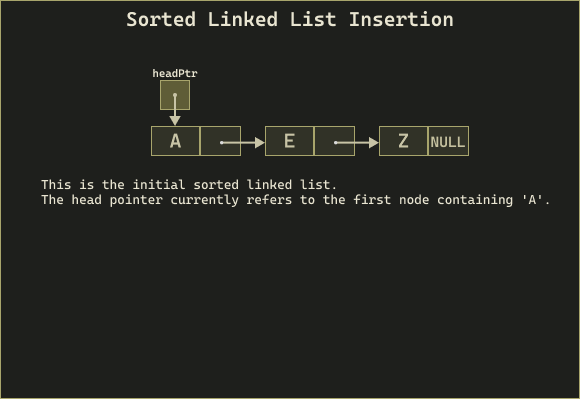 Sorted Linked List Insertion
headPtr
A E Z NULL
This is the initial sorted linked list.
The head pointer currently refers to the first node containing 'A'.